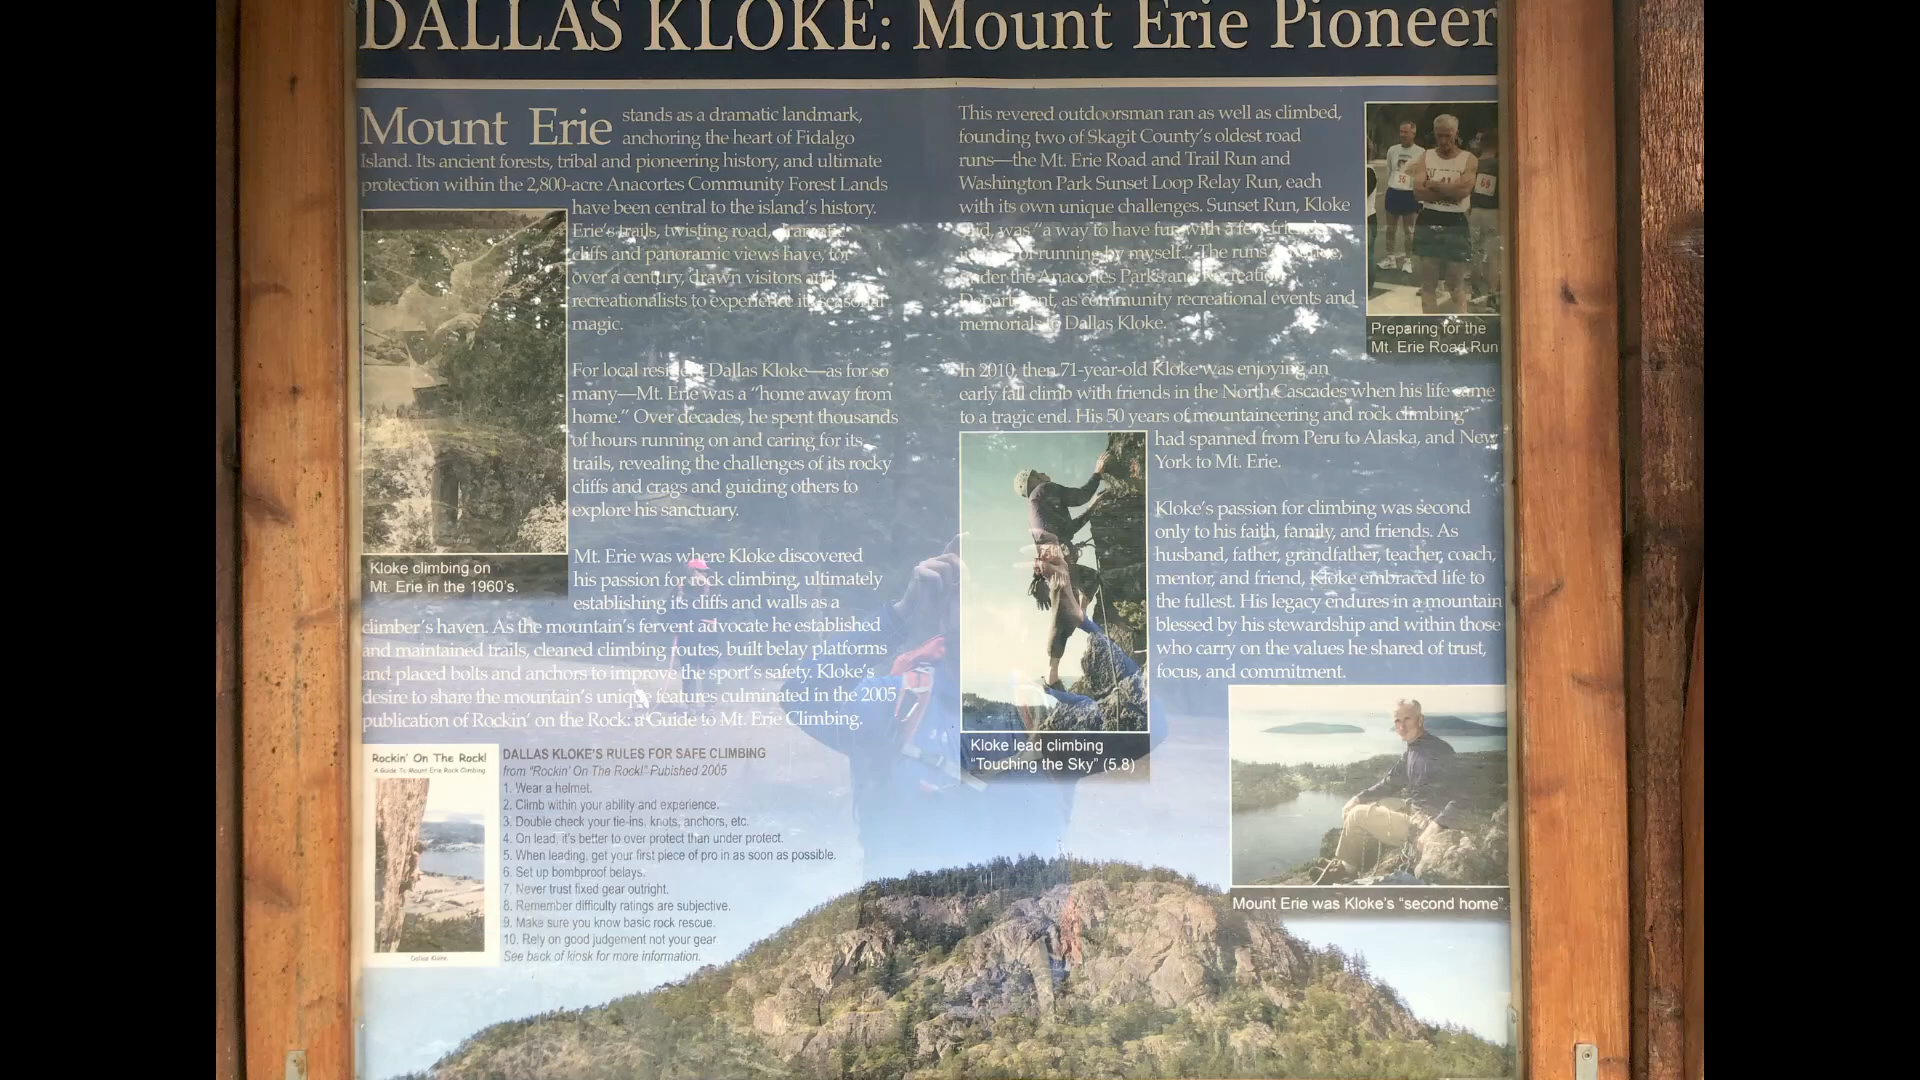 DALLAS KLOKE: Mount Erie Pioneer
Mount Erie stands as a dramatic landmark,
anchoring the heart of Fidalgo
Island. Its ancient forests, tribal and pioneering history, and ultimate
protection within the 2,800-acre Anacortes Community Forest Lands
have been central to the island's history.
Erie's trails, twisting road, dramatic
cliffs and panoramic views have, for
over a century, drawn visitors and
recreationalists to experience its seasonal
magic.
Kloke climbing on
Mt. Erie in the 1960's.
For local resident Dallas Kloke—as for so
many—Mt. Erie was a "home away from
home." Over decades, he spent thousands
of hours running on and caring for its
trails, revealing the challenges of its rocky
cliffs and crags and guiding others to
explore his sanctuary.
Mt. Erie was where Kloke discovered
his passion for rock climbing, ultimately
establishing its cliffs and walls as a
climber's haven. As the mountain's fervent advocate he established
and maintained trails, cleaned climbing routes, built belay platforms
and placed bolts and anchors to improve the sport's safety. Kloke's
desire to share the mountain's unique features culminated in the 2005
publication of Rockin' on the Rock: a Guide to Mt. Erie Climbing.
Rockin' On The Rock!
A Guide To Mount Erie Rock Climbing
Dallas Kloke
DALLAS KLOKE'S RULES FOR SAFE CLIMBING
from "Rockin' On The Rock!" Pubished 2005
1. Wear a helmet.
2. Climb within your ability and experience.
3. Double check your tie-ins, knots, anchors, etc.
4. On lead, it's better to over protect than under protect.
5. When leading, get your first piece of pro in as soon as possible.
6. Set up bombproof belays.
7. Never trust fixed gear outright.
8. Remember difficulty ratings are subjective.
9. Make sure you know basic rock rescue.
10. Rely on good judgement not your gear
See back of kiosk for more information.
This revered outdoorsman ran as well as climbed,
founding two of Skagit County's oldest road
runs—the Mt. Erie Road and Trail Run and
Washington Park Sunset Loop Relay Run, each
with its own unique challenges. Sunset Run, Kloke
said, was "a way to have fun with a few friends
instead of running by myself." The runs continue,
under the Anacortes Parks and Recreation
Department, as community recreational events and
memorials to Dallas Kloke.
Preparing for the
Mt. Erie Road Run
In 2010, then 71-year-old Kloke was enjoying an
early fall climb with friends in the North Cascades when his life came
to a tragic end. His 50 years of mountaineering and rock climbing
had spanned from Peru to Alaska, and New
York to Mt. Erie.
Kloke's passion for climbing was second
only to his faith, family, and friends. As
husband, father, grandfather, teacher, coach,
mentor, and friend, Kloke embraced life to
the fullest. His legacy endures in a mountain
blessed by his stewardship and within those
who carry on the values he shared of trust,
focus, and commitment.
Kloke lead climbing
"Touching the Sky" (5.8)
Mount Erie was Kloke's "second home".